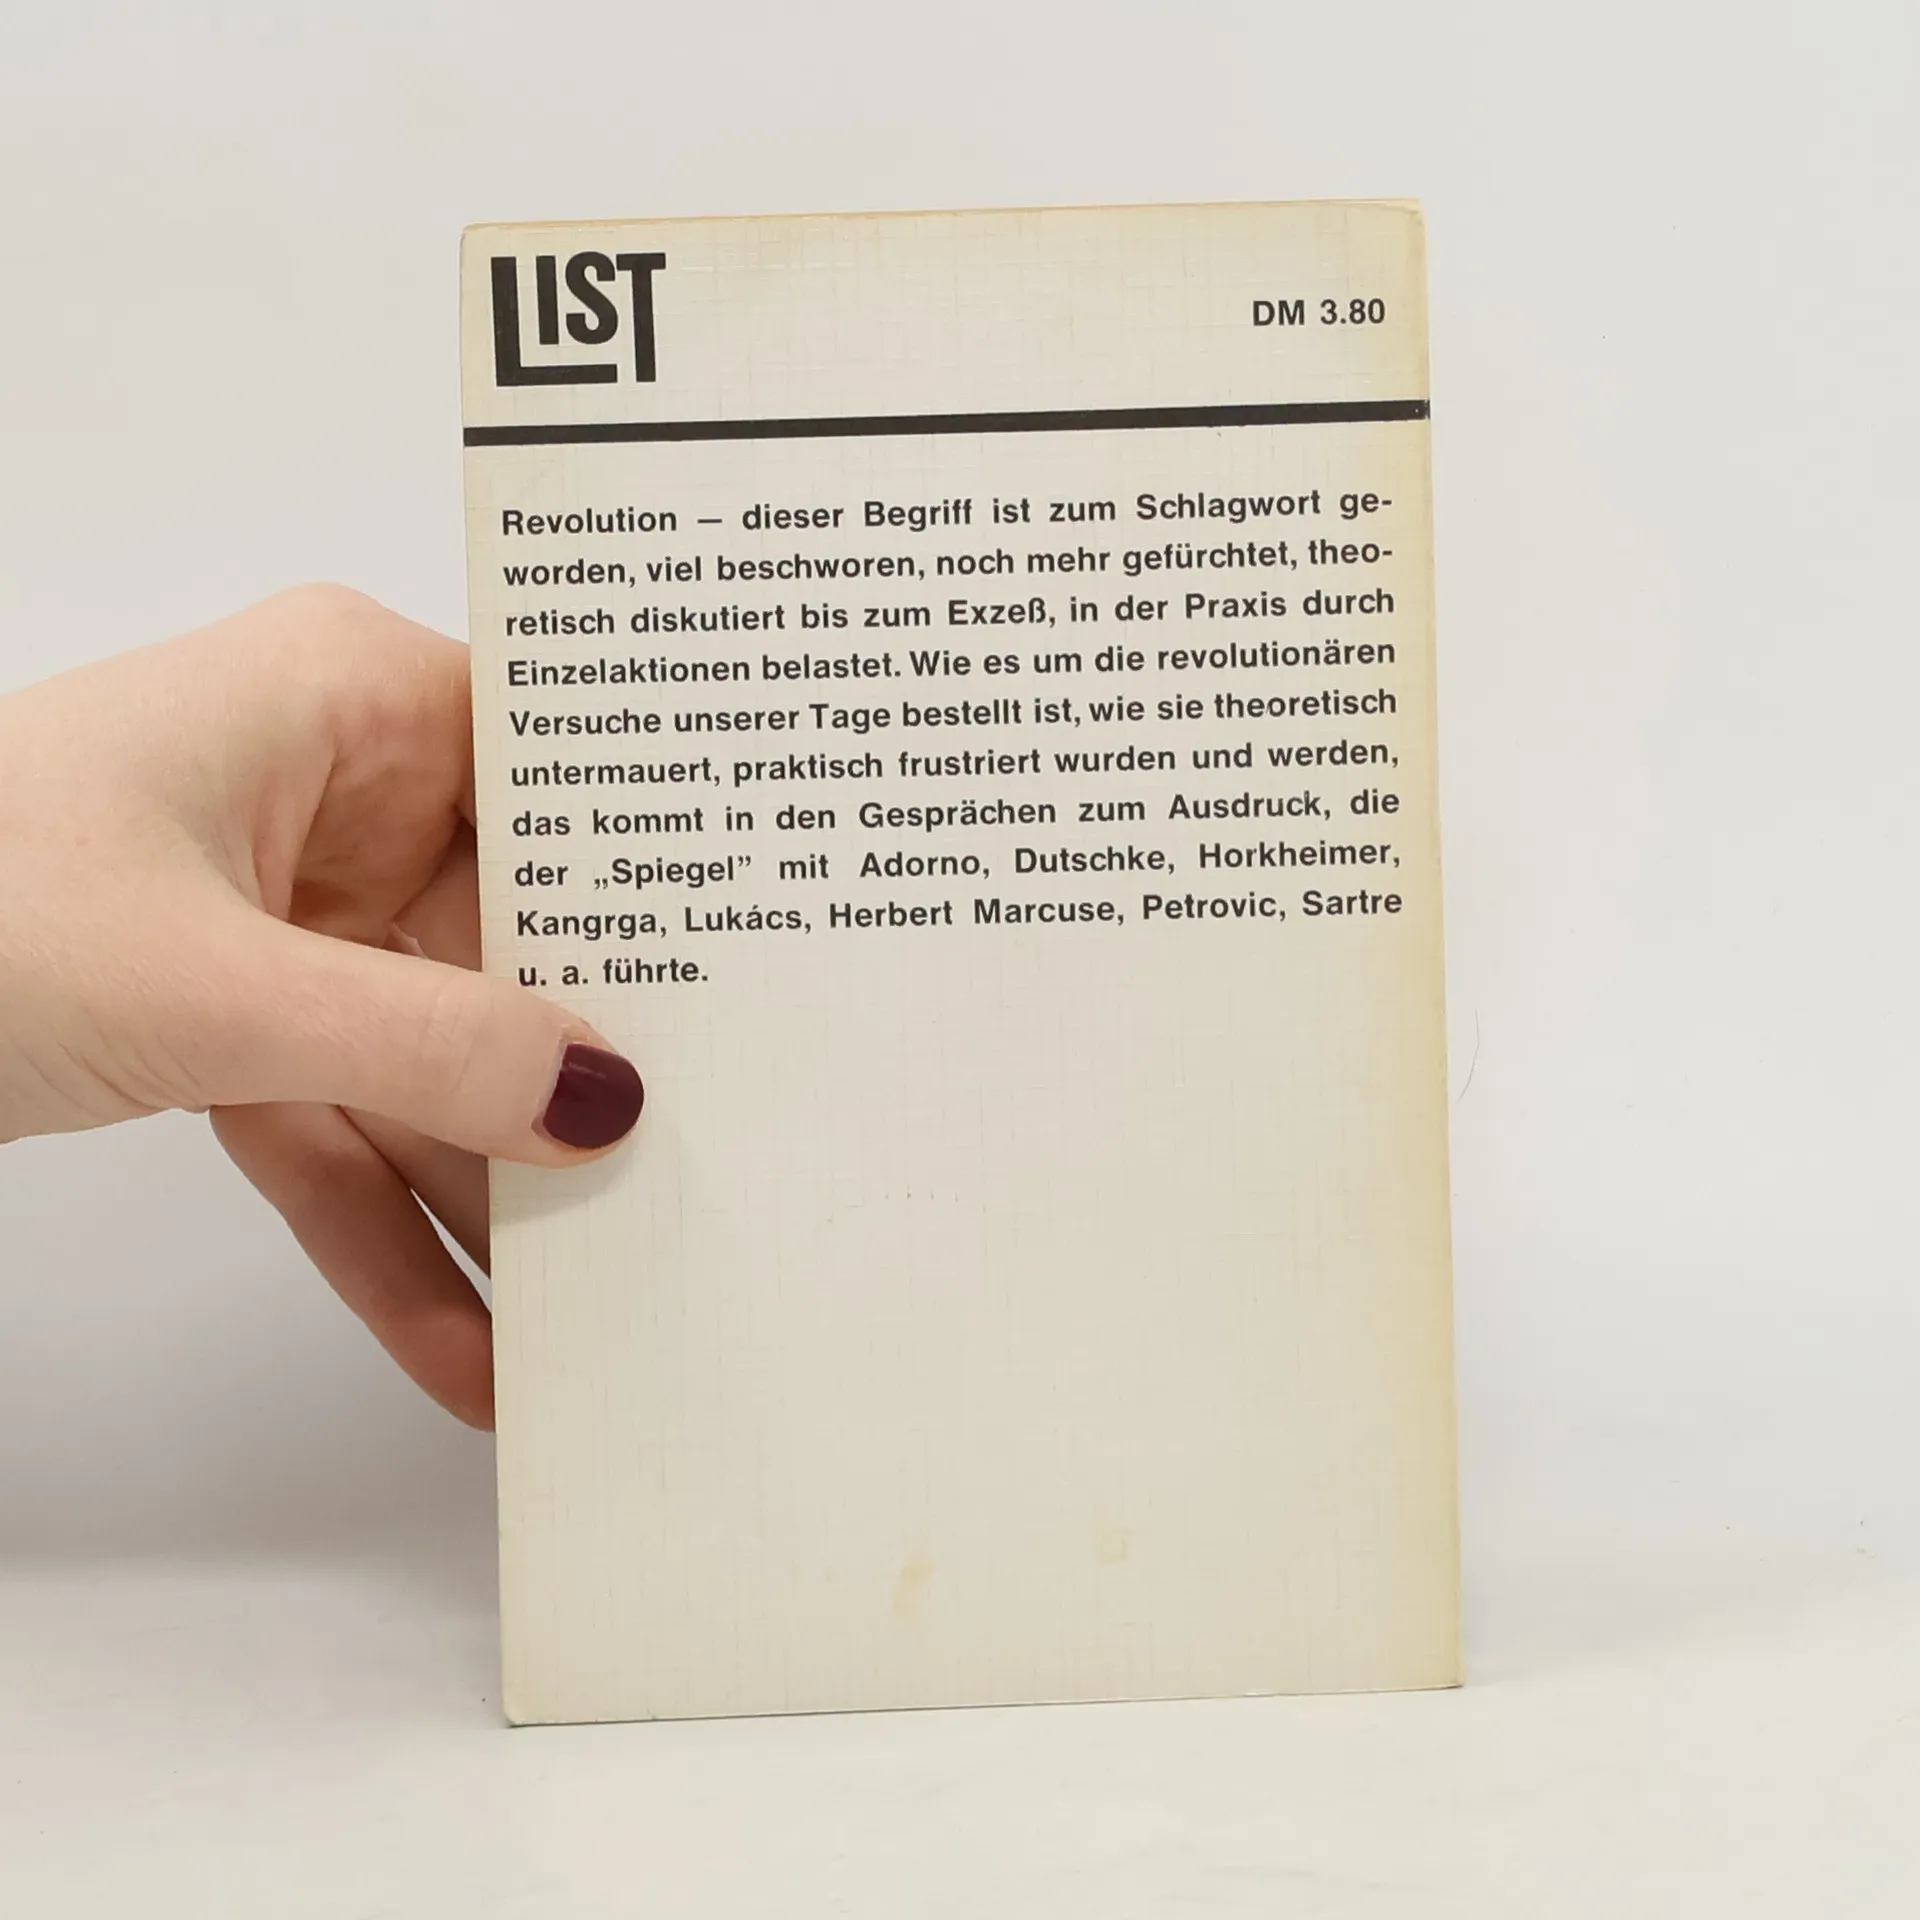 LIST
DM 3.80
Revolution — dieser Begriff ist zum Schlagwort ge-
worden, viel beschworen, noch mehr gefürchtet, theo-
retisch diskutiert bis zum Exzeß, in der Praxis durch
Einzelaktionen belastet. Wie es um die revolutionären
Versuche unserer Tage bestellt ist, wie sie theoretisch
untermauert, praktisch frustriert wurden und werden,
das kommt in den Gesprächen zum Ausdruck, die
der „Spiegel” mit Adorno, Dutschke, Horkheimer,
Kangrga, Lukács, Herbert Marcuse, Petrovic, Sartre
u. a. führte.